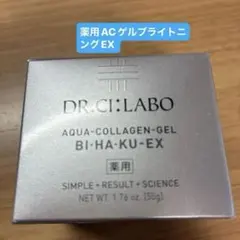 薬用ACゲルブライトニ
ングEX
DR.CI:LABO
AQUA-COLLAGEN-GEL
BI・HA・KU-EX
薬用
SIMPLE + RESULT = SCIENCE
NET WT. 1.76 oz. (50g)